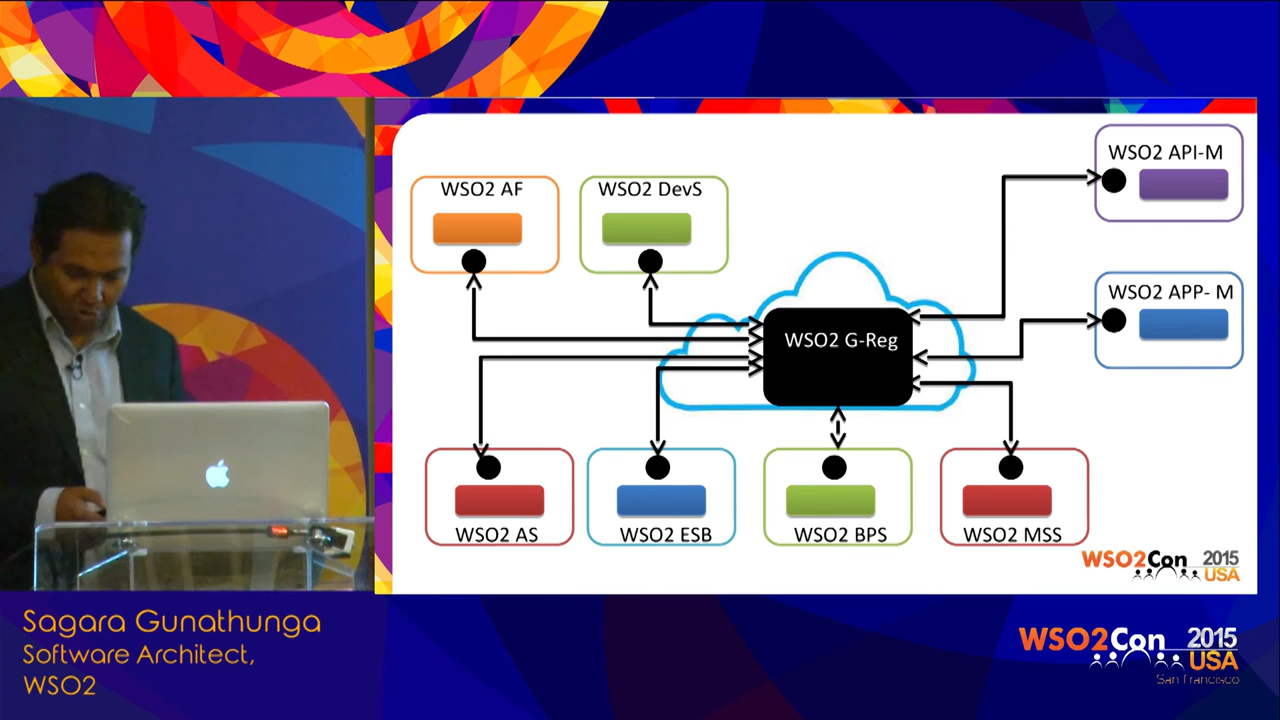 WSO2 API-M
WSO2 AF
WSO2 DevS
WSO2 APP- M
WSO2 G-Reg
WSO2 AS
WSO2 ESB
WSO2 BPS
WSO2 MSS
WSO2Con 2015
USA
Sagara Gunathunga
Software Architect,
WSO2
WSO2Con 2015
USA
San Francisco